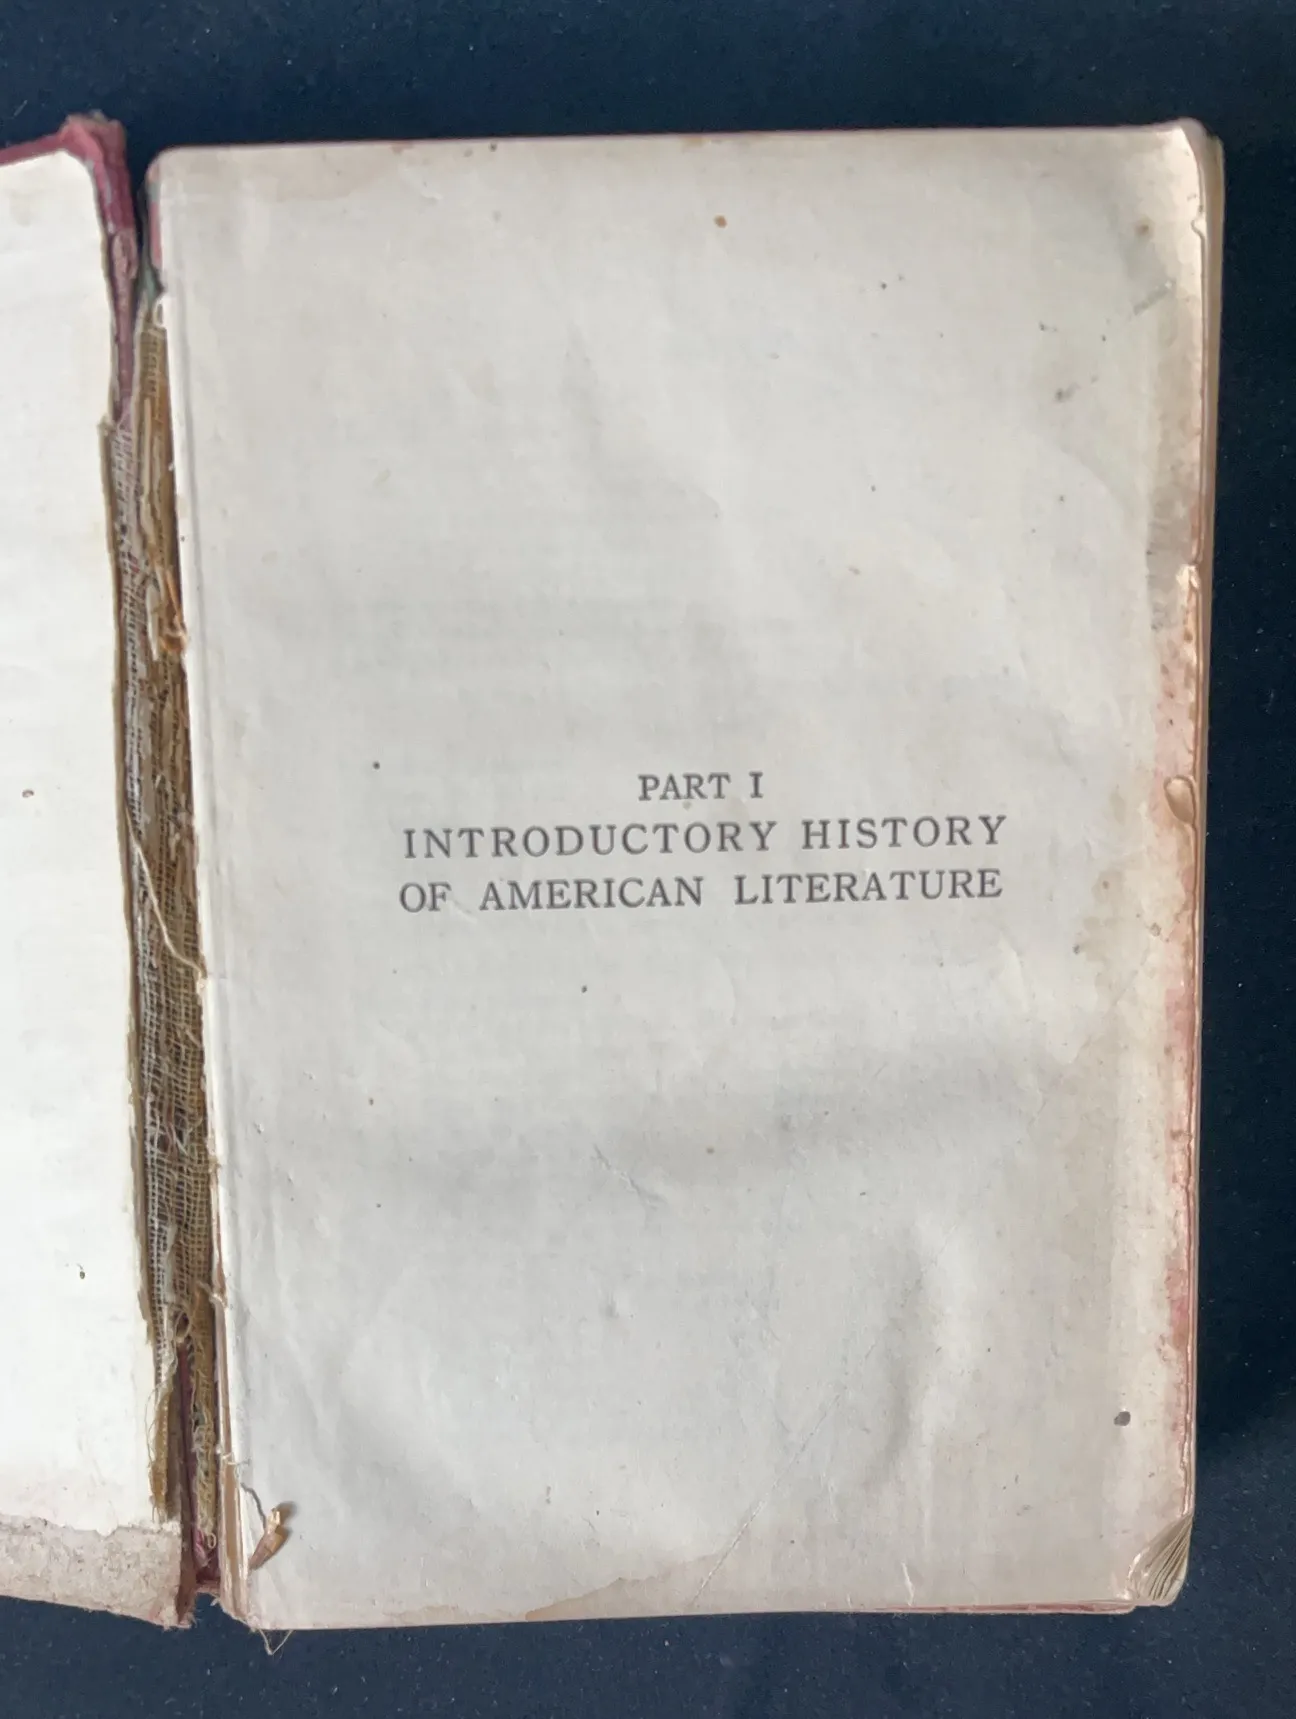 PART I
INTRODUCTORY HISTORY
OF AMERICAN LITERATURE